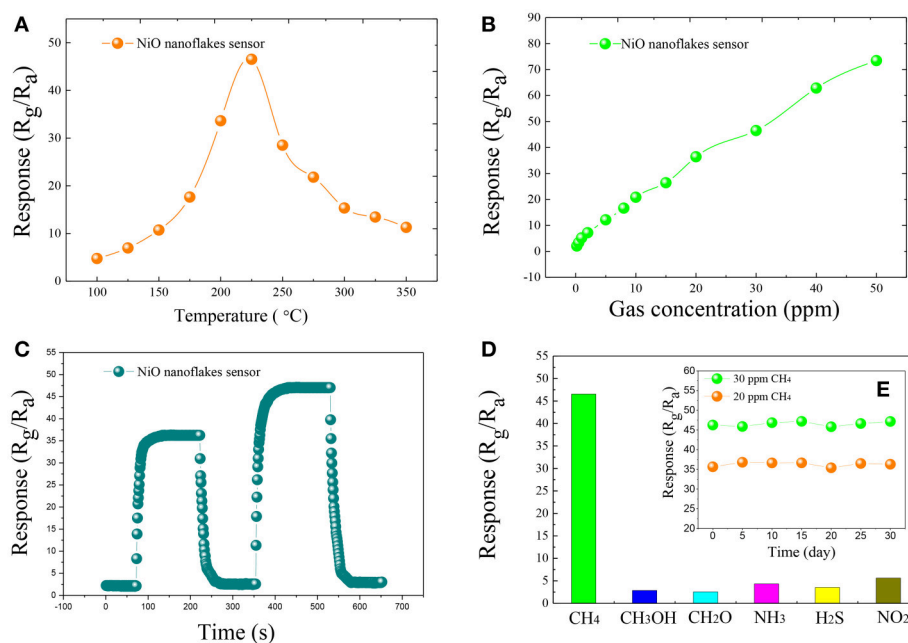 A
NiO nanoflakes sensor
Response (Rg/Ra)
50
40
30
20
10
0
100 150 200 250 300 350
Temperature ( °C)
B
NiO nanoflakes sensor
Response (Rg/Ra)
90
80
70
60
50
40
30
20
10
0
-10
0 10 20 30 40 50
Gas concentration (ppm)
C
NiO nanoflakes sensor
Response (Rg/Ra)
55
50
45
40
35
30
25
20
15
10
5
0
-100 0 100 200 300 400 500 600 700
Time (s)
D
Response (Rg/Ra)
55
50
45
40
35
30
25
20
15
10
5
0
CH4 CH3OH CH2O NH3 H2S NO2
E
30 ppm CH4
20 ppm CH4
Response (Rg/Ra)
60
55
50
45
40
35
30
25
20
0 5 10 15 20 25 30
Time (day)